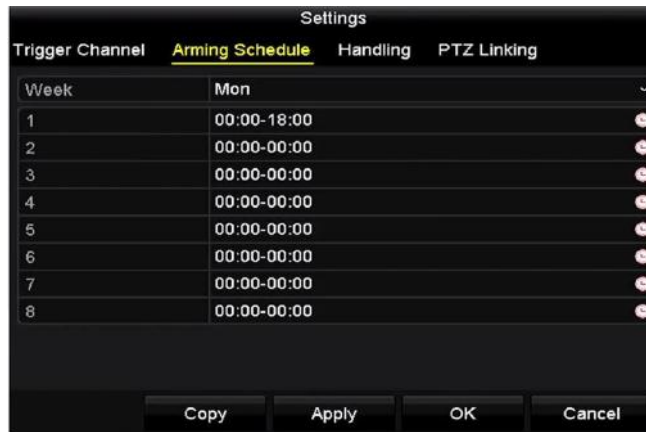 Settings
Trigger Channel Arming Schedule Handling PTZ Linking
Week Mon
1 00:00-18:00
2 00:00-00:00
3 00:00-00:00
4 00:00-00:00
5 00:00-00:00
6 00:00-00:00
7 00:00-00:00
8 00:00-00:00
Copy Apply OK Cancel